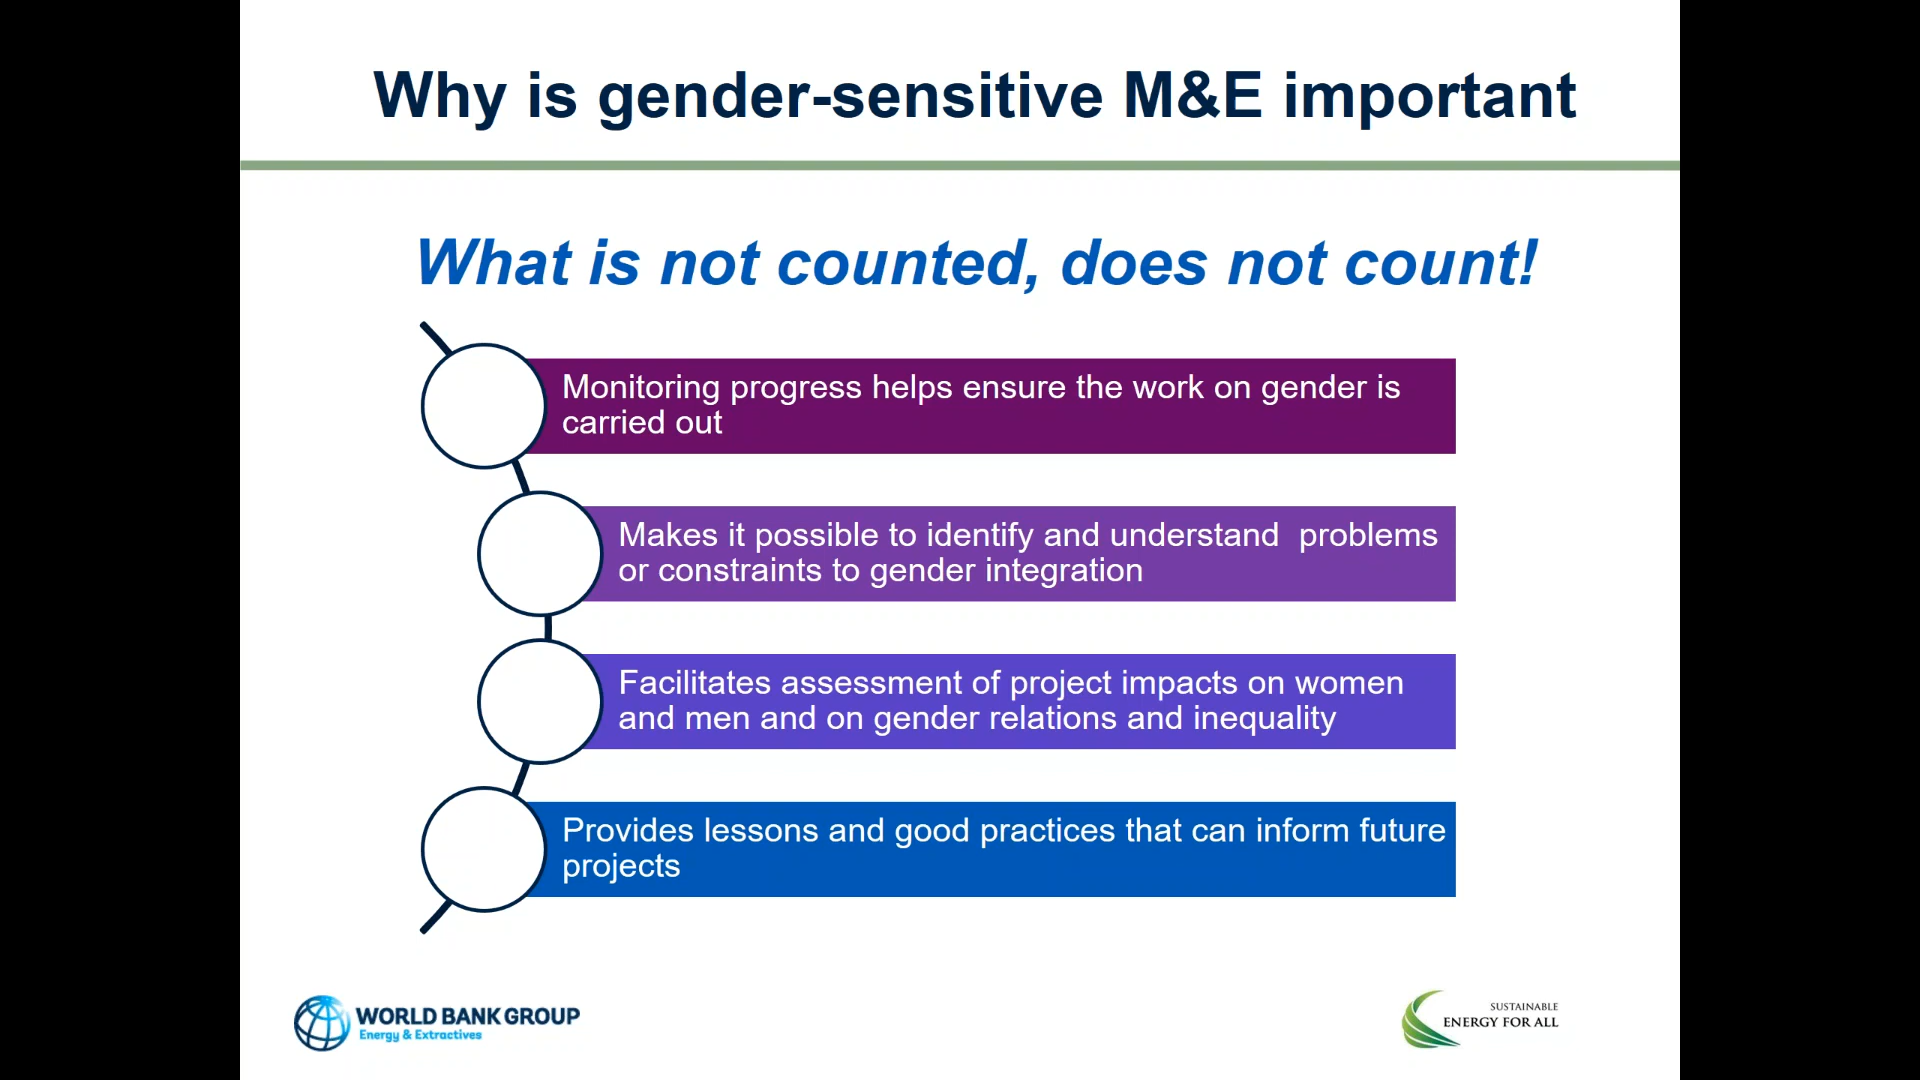 Why is gender-sensitive M&E important
What is not counted, does not count!
Monitoring progress helps ensure the work on gender is
carried out
Makes it possible to identify and understand  problems
or constraints to gender integration
Facilitates assessment of project impacts on women
and men and on gender relations and inequality
Provides lessons and good practices that can inform future
projects
WORLD BANK GROUP
Energy & Extractives
SUSTAINABLE
ENERGY FOR ALL